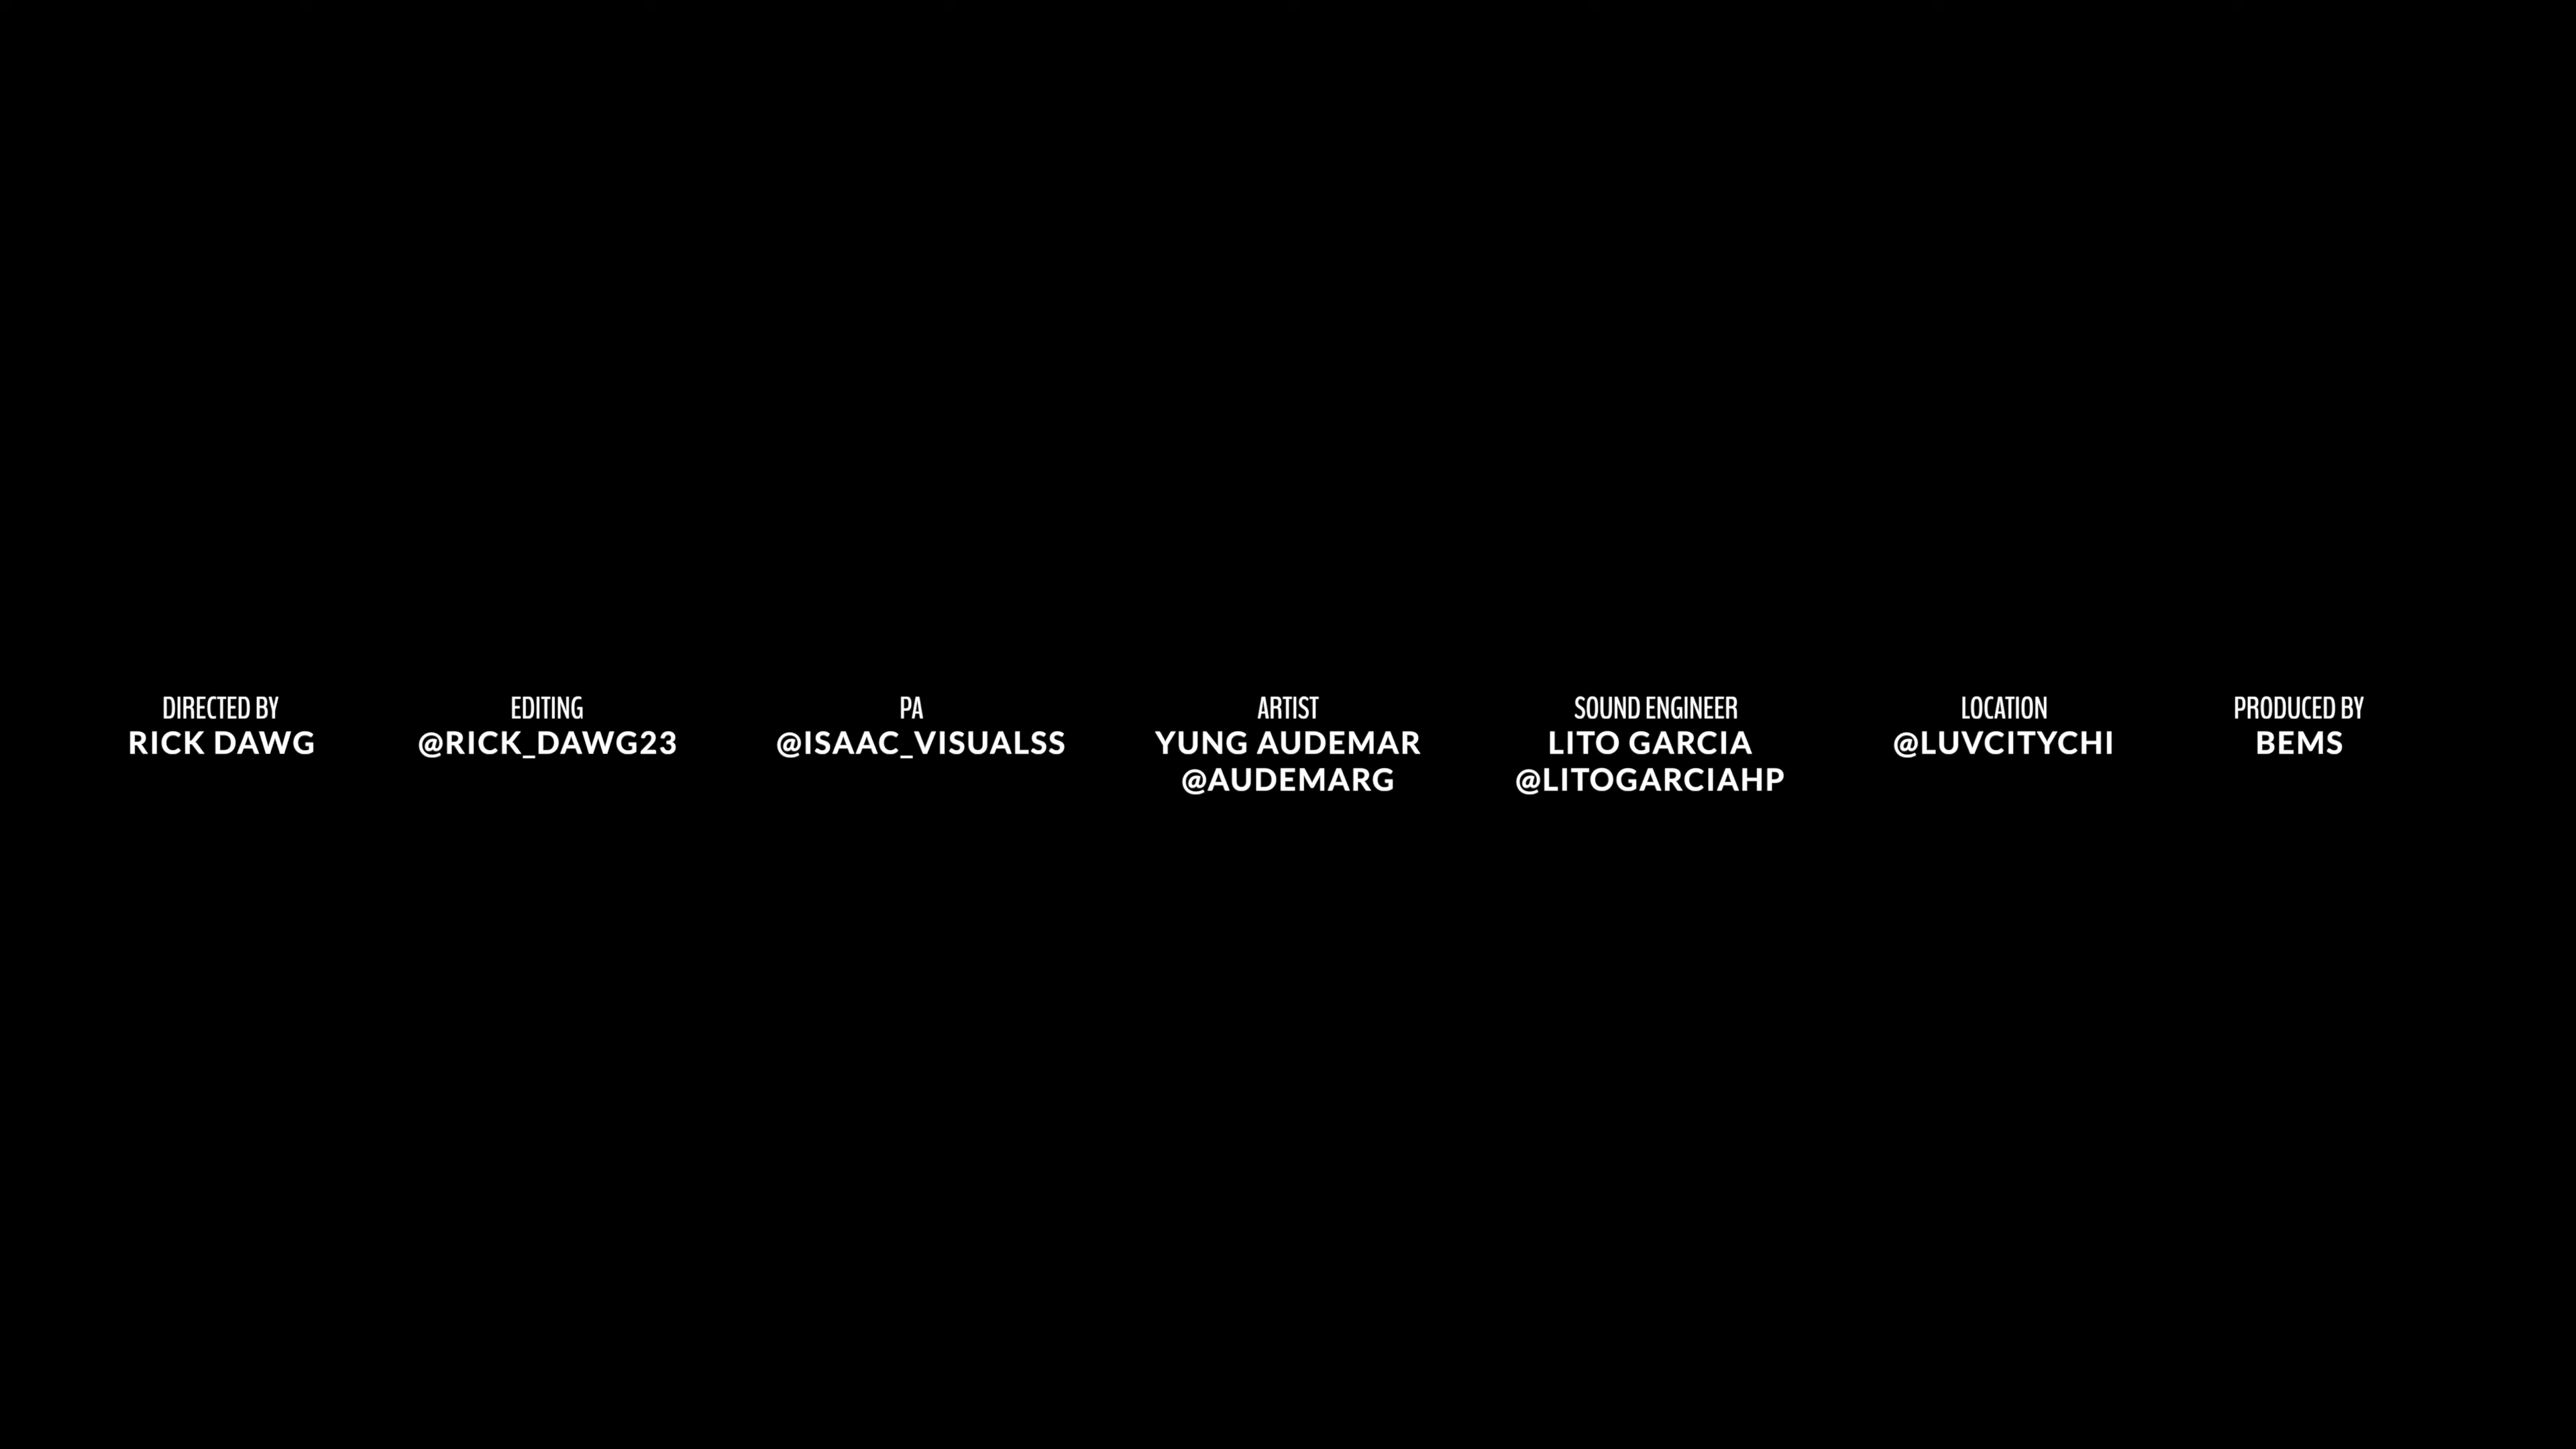 DIRECTED BY
RICK DAWG
EDITING
@RICK_DAWG23
PA
@ISAAC_VISUALSS
ARTIST
YUNG AUDEMAR
@AUDEMARG
SOUND ENGINEER
LITO GARCIA
@LITOGARCIAHP
LOCATION
@LUVCITYCHI
PRODUCED BY
BEMS